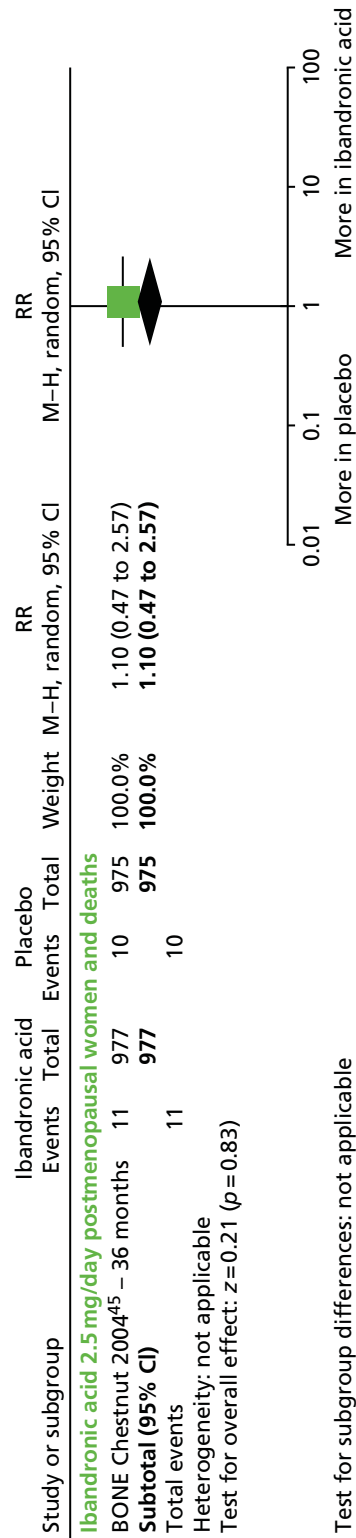 Ibandronic acid Placebo RR RR
Study or subgroup Events Total Events Total Weight M–H, random, 95% CI M–H, random, 95% CI
Ibandronic acid 2.5 mg/day postmenopausal women and deaths
BONE Chestnut 2004⁴⁵ – 36 months 11 977 10 975 100.0% 1.10 (0.47 to 2.57)
Subtotal (95% CI) 977 975 100.0% 1.10 (0.47 to 2.57)
Total events 11 10
Heterogeneity: not applicable
Test for overall effect: z = 0.21 (p = 0.83)
0.01 0.1 1 10 100
Test for subgroup differences: not applicable More in placebo More in ibandronic acid